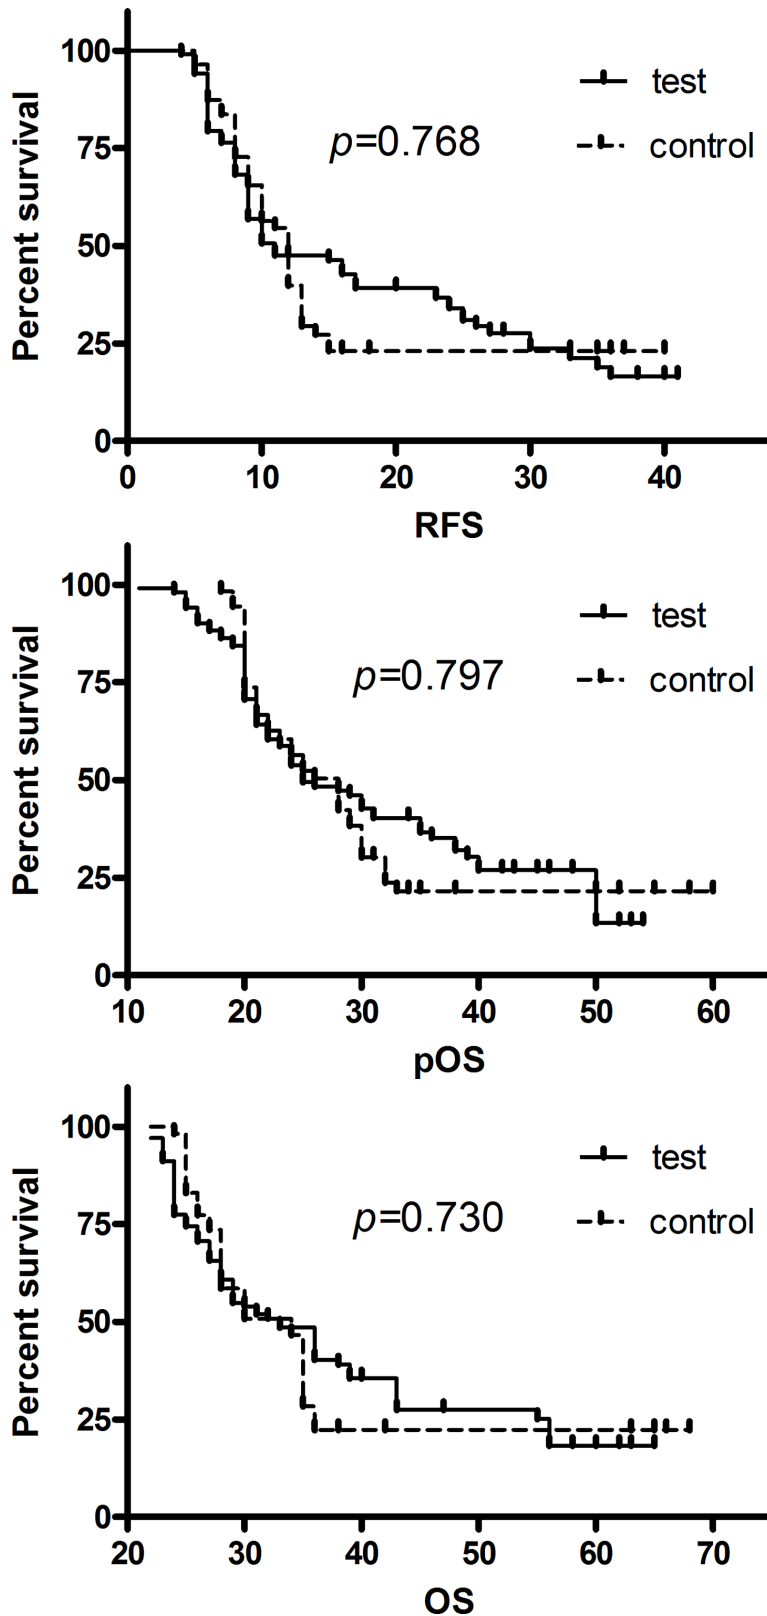 Percent survival
100
75
50
25
0
test
control
p=0.768
0 10 20 30 40
RFS
Percent survival
100
75
50
25
0
test
control
p=0.797
10 20 30 40 50 60
pOS
Percent survival
100
75
50
25
0
test
control
p=0.730
20 30 40 50 60 70
OS